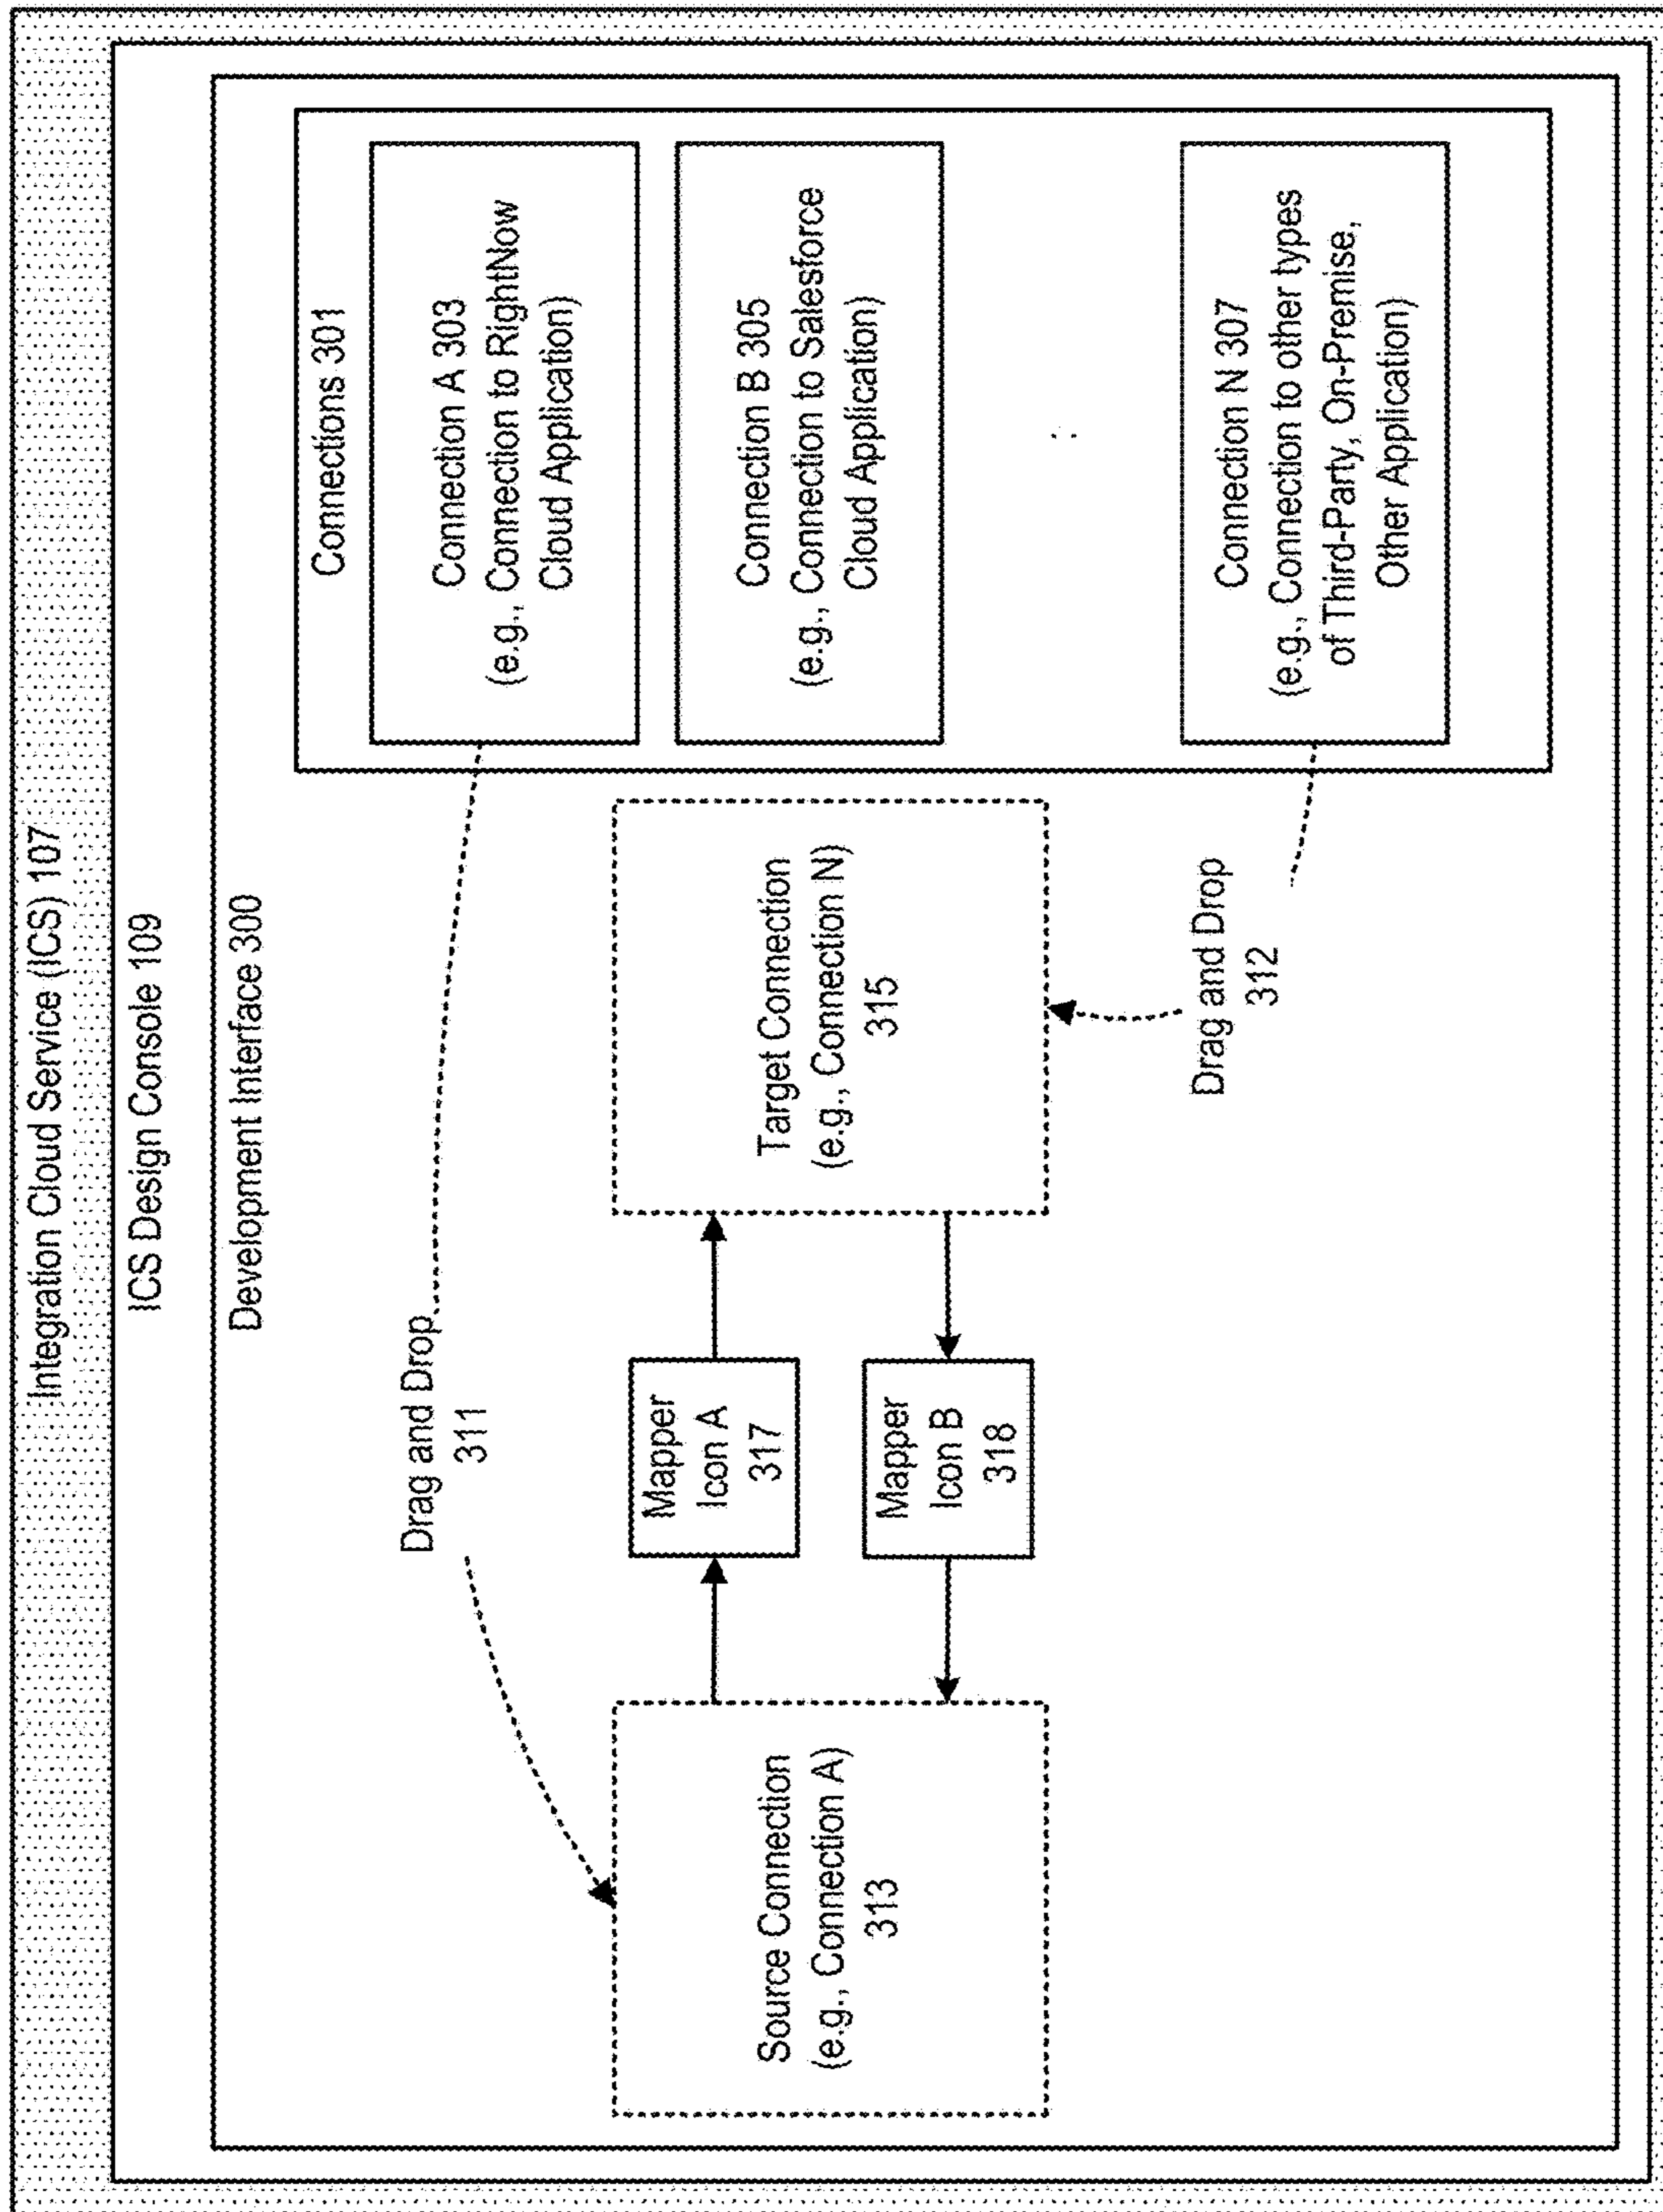 Integration Cloud Service (ICS) 107
ICS Design Console 109
Development Interface 300
Connections 301
Connection A 303
(e.g., Connection to RightNow
Cloud Application)
Connection B 305
(e.g., Connection to Salesforce
Cloud Application)
Connection N 307
(e.g., Connection to other types
of Third-Party, On-Premise,
Other Application)
Drag and Drop
311
Source Connection
(e.g., Connection A)
313
Mapper
Icon A
317
Mapper
Icon B
318
Target Connection
(e.g., Connection N)
315
Drag and Drop
312